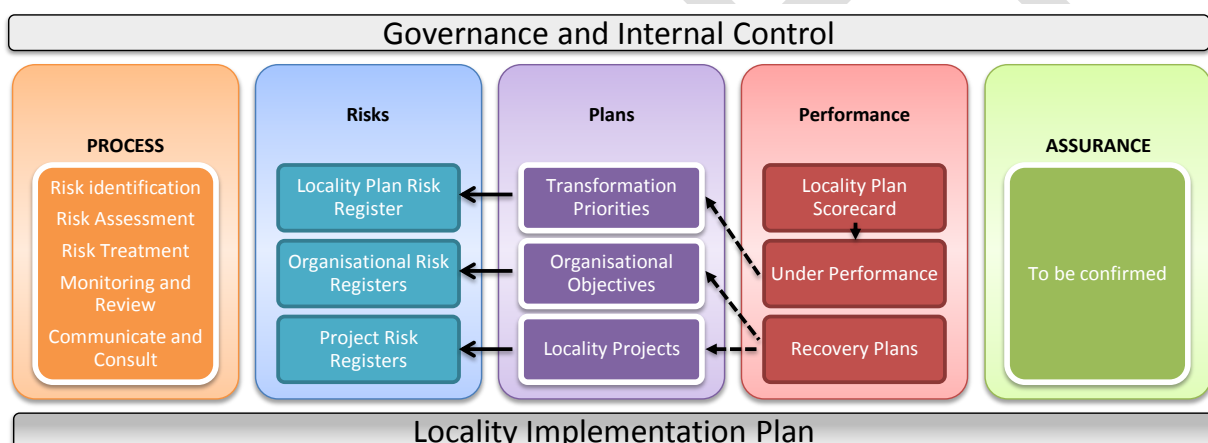 Governance and Internal Control
PROCESS
Risk identification
Risk Assessment
Risk Treatment
Monitoring and
Review
Communicate and
Consult
Risks
Locality Plan Risk
Register
Organisational Risk
Registers
Project Risk
Registers
Plans
Transformation
Priorities
Organisational
Objectives
Locality Projects
Performance
Locality Plan
Scorecard
Under Performance
Recovery Plans
ASSURANCE
To be confirmed
Locality Implementation Plan